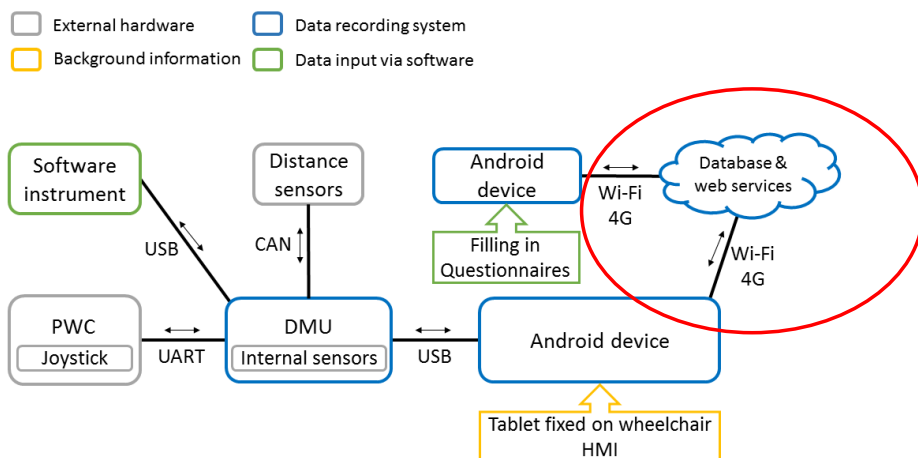 External hardware
Data recording system
Background information
Data input via software
Software
instrument
Distance
sensors
Android
device
Database &
web services
Wi-Fi
4G
USB
CAN
Filling in
Questionnaires
Wi-Fi
4G
PWC
Joystick
UART
DMU
Internal sensors
USB
Android device
Tablet fixed on wheelchair
HMI